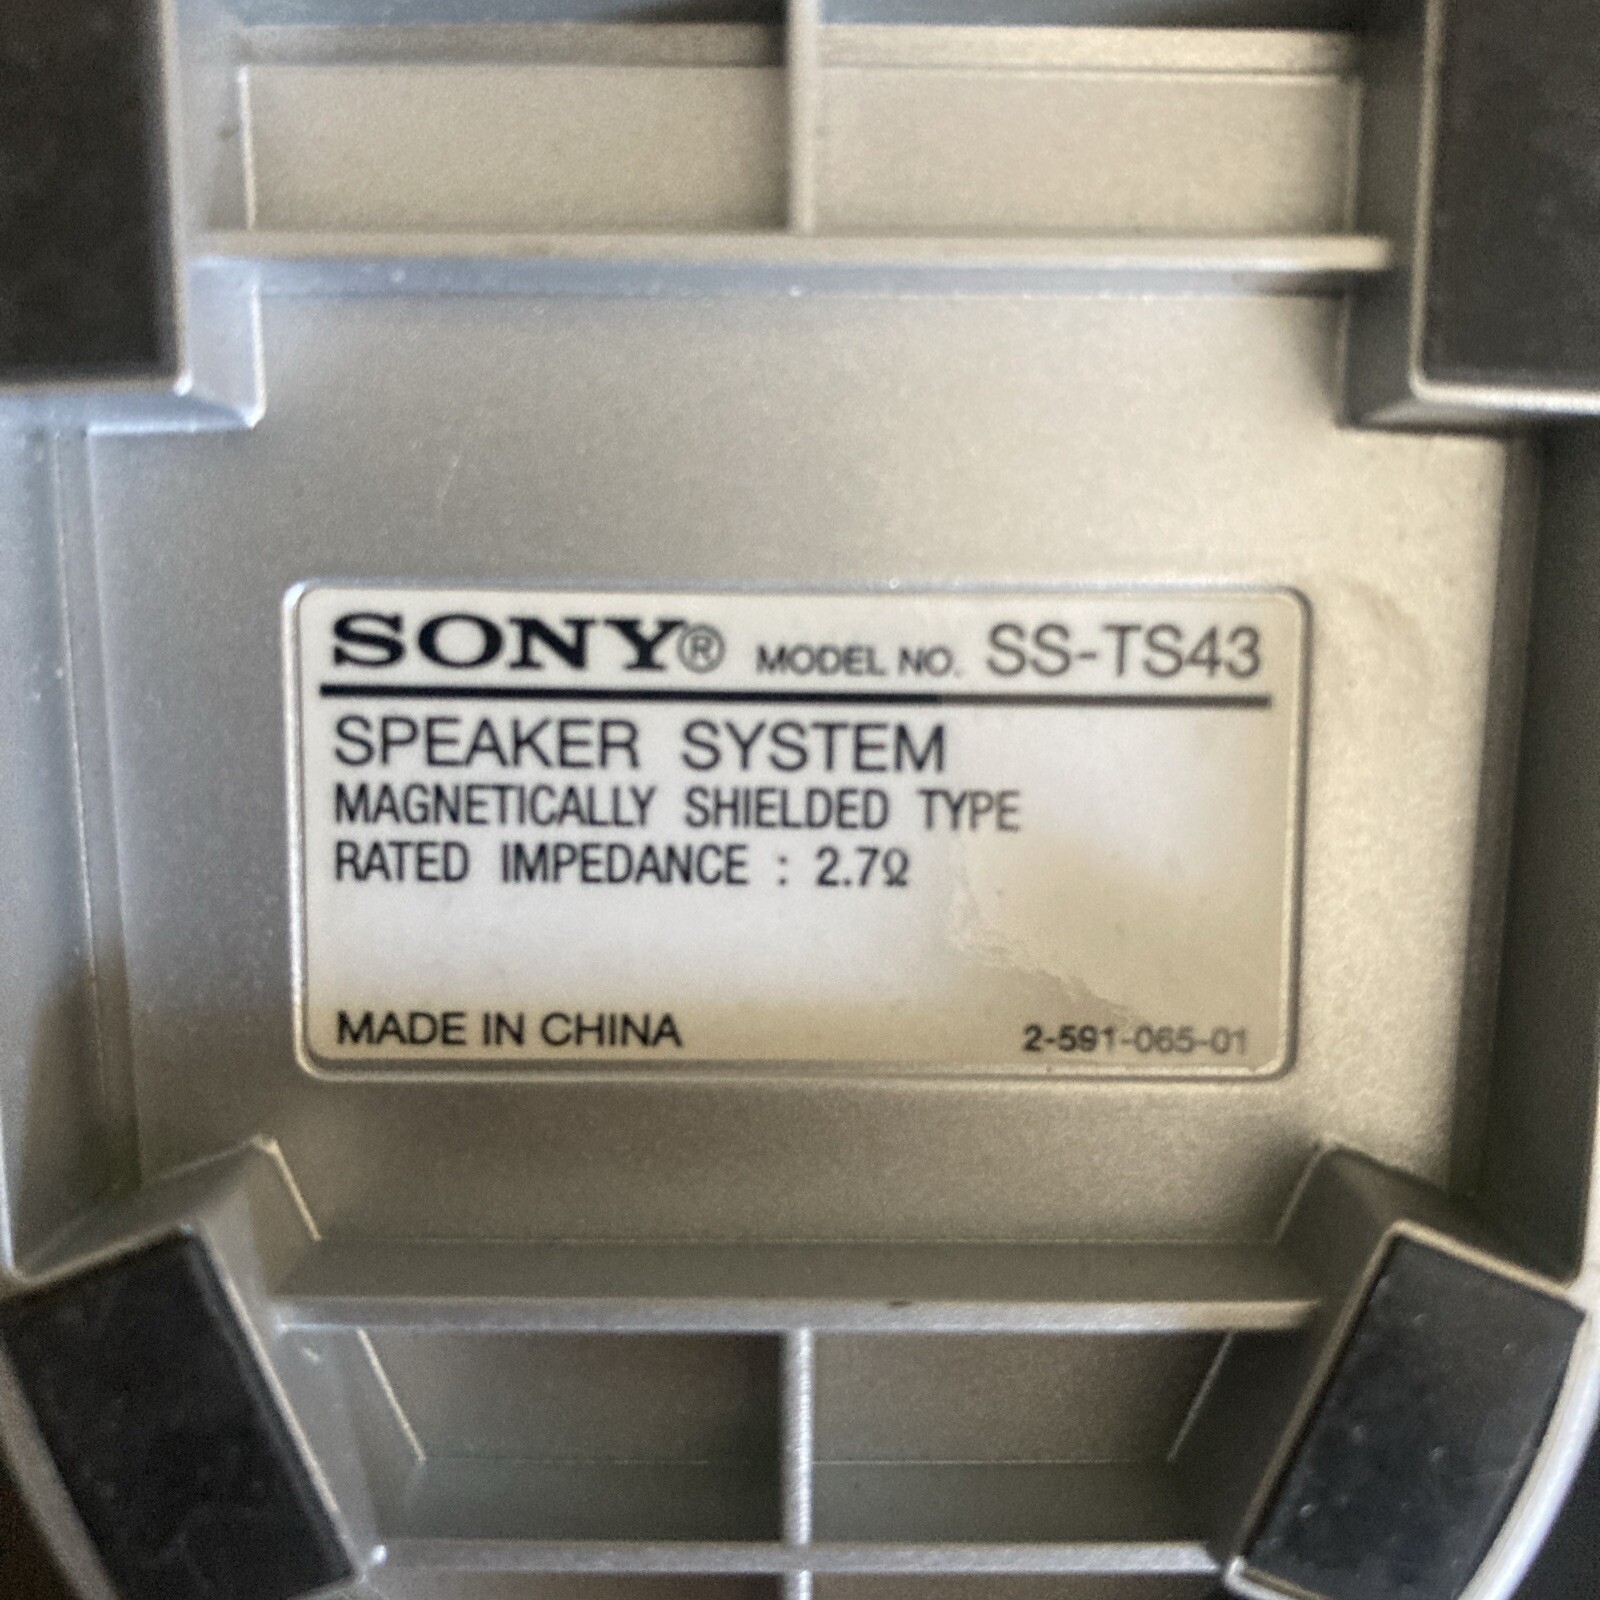 SONY® MODEL NO. SS-TS43
SPEAKER SYSTEM
MAGNETICALLY SHIELDED TYPE
RATED IMPEDANCE : 2.7Ω
MADE IN CHINA 2-591-065-01